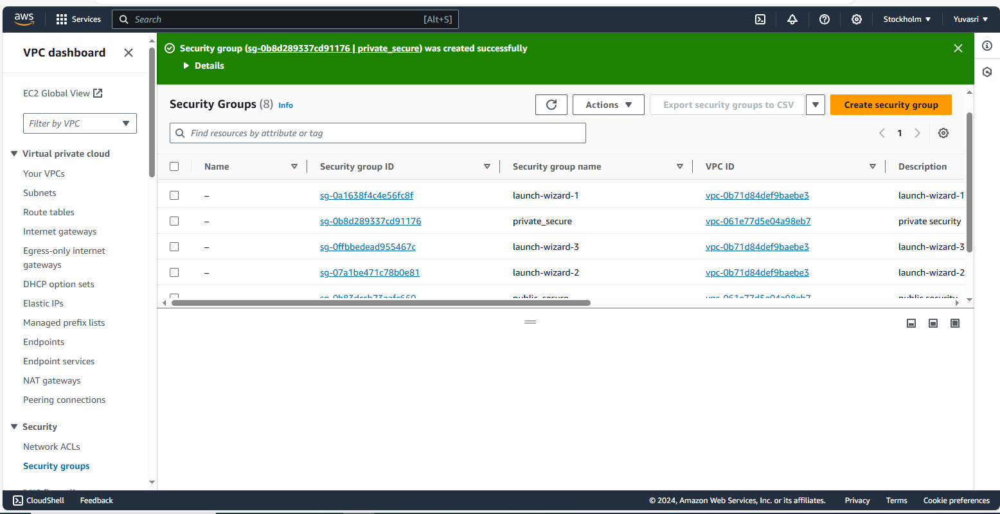 aws Services Search [Alt+S] Stockholm Yuvasri
VPC dashboard
EC2 Global View
Filter by VPC
Virtual private cloud
Your VPCs
Subnets
Route tables
Internet gateways
Egress-only internet
gateways
DHCP option sets
Elastic IPs
Managed prefix lists
Endpoints
Endpoint services
NAT gateways
Peering connections
Security
Network ACLs
Security groups
Security group (sg-0b8d289337cd91176 | private_secure) was created successfully
Details
Security Groups (8) Info Actions Export security groups to CSV Create security group
Find resources by attribute or tag 1
Name Security group ID Security group name VPC ID Description
– sg-0a1638f4c4e56fc8f launch-wizard-1 vpc-0b71d84def9baebe3 launch-wizard-1
– sg-0b8d289337cd91176 private_secure vpc-061e77d5e04a98eb7 private security
– sg-0ffbbedead955467c launch-wizard-3 vpc-0b71d84def9baebe3 launch-wizard-3
– sg-07a1be471c78b0e81 launch-wizard-2 vpc-0b71d84def9baebe3 launch-wizard-2
public_secure vpc-061e77d5e04a98eb7 public security
CloudShell Feedback © 2024, Amazon Web Services, Inc. or its affiliates. Privacy Terms Cookie preferences